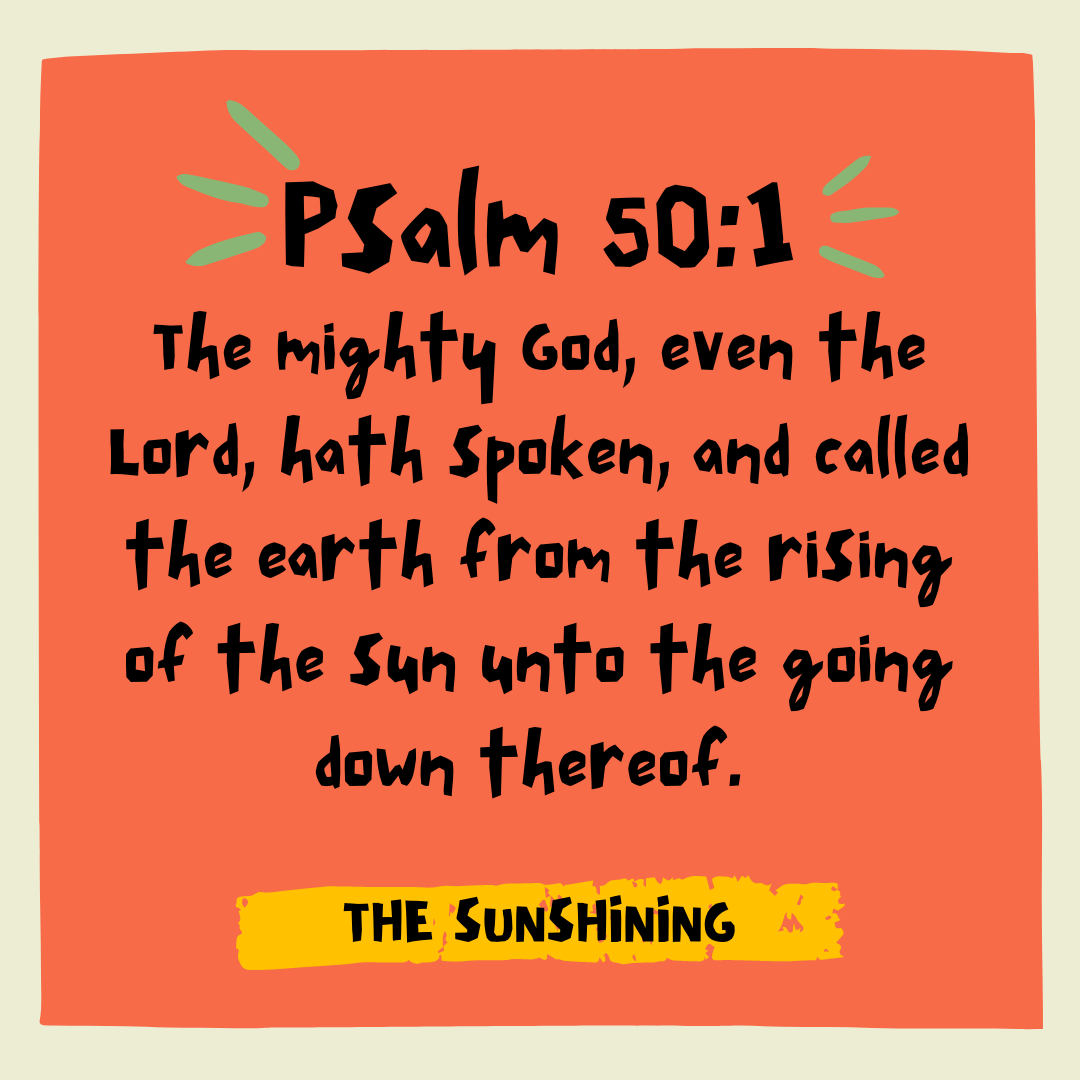 Psalm 50:1
The mighty God, even the
Lord, hath spoken, and called
the earth from the rising
of the sun unto the going
down thereof.
THE SUNSHINING